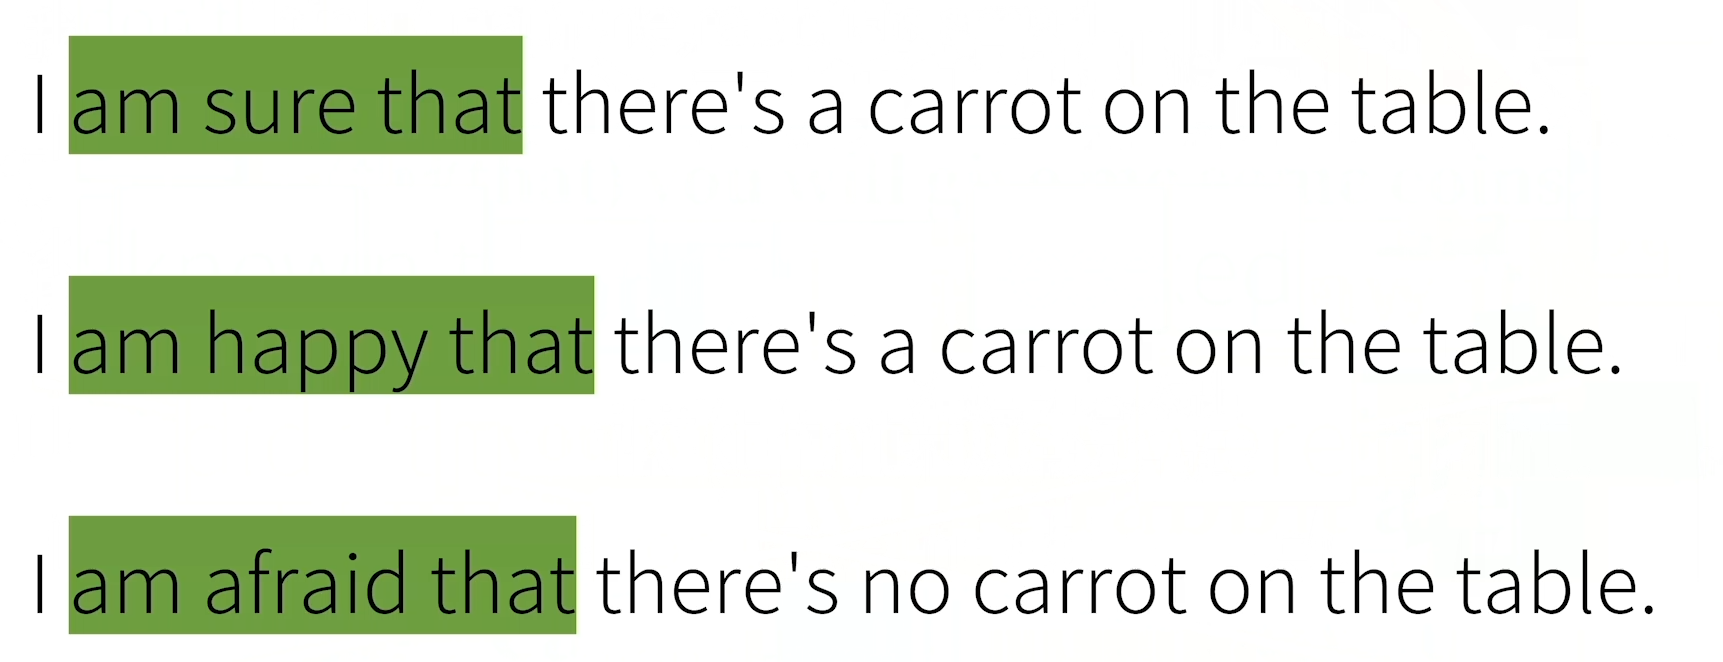 I am sure that there's a carrot on the table.
I am happy that there's a carrot on the table.
I am afraid that there's no carrot on the table.